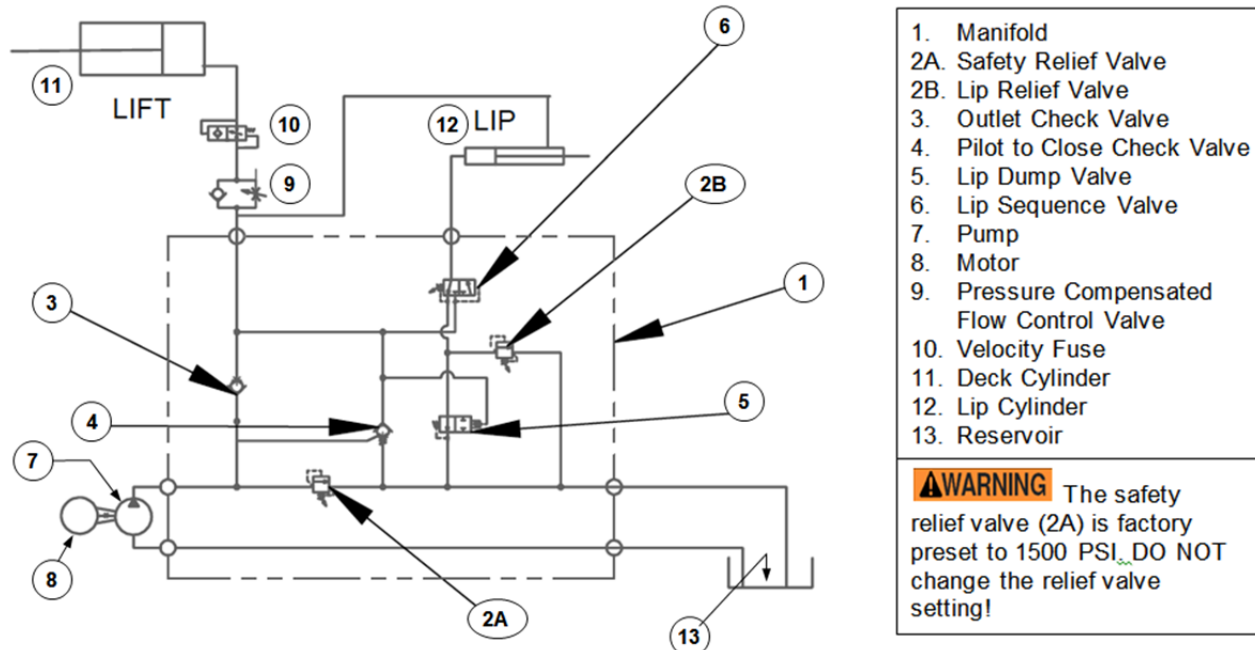 6
11
LIFT
10
12
LIP
9
2B
3
1
4
5
7
8
2A
13
1. Manifold
2A. Safety Relief Valve
2B. Lip Relief Valve
3. Outlet Check Valve
4. Pilot to Close Check Valve
5. Lip Dump Valve
6. Lip Sequence Valve
7. Pump
8. Motor
9. Pressure Compensated
Flow Control Valve
10. Velocity Fuse
11. Deck Cylinder
12. Lip Cylinder
13. Reservoir
WARNING The safety
relief valve (2A) is factory
preset to 1500 PSI. DO NOT
change the relief valve
setting!